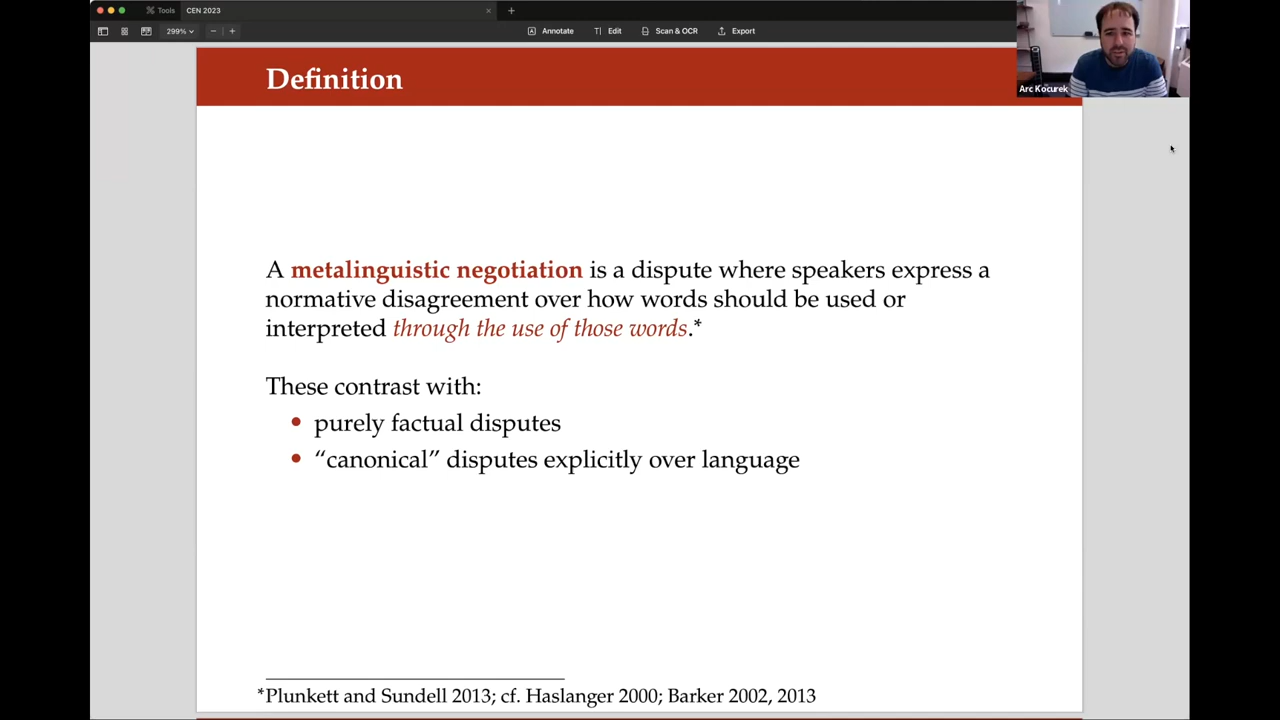 Tools
CEN 2023
299%
Annotate
Edit
Scan & OCR
Export
Arc Kocurek
Definition
A metalinguistic negotiation is a dispute where speakers express a
normative disagreement over how words should be used or
interpreted through the use of those words.*
These contrast with:
• purely factual disputes
• “canonical” disputes explicitly over language
*Plunkett and Sundell 2013; cf. Haslanger 2000; Barker 2002, 2013